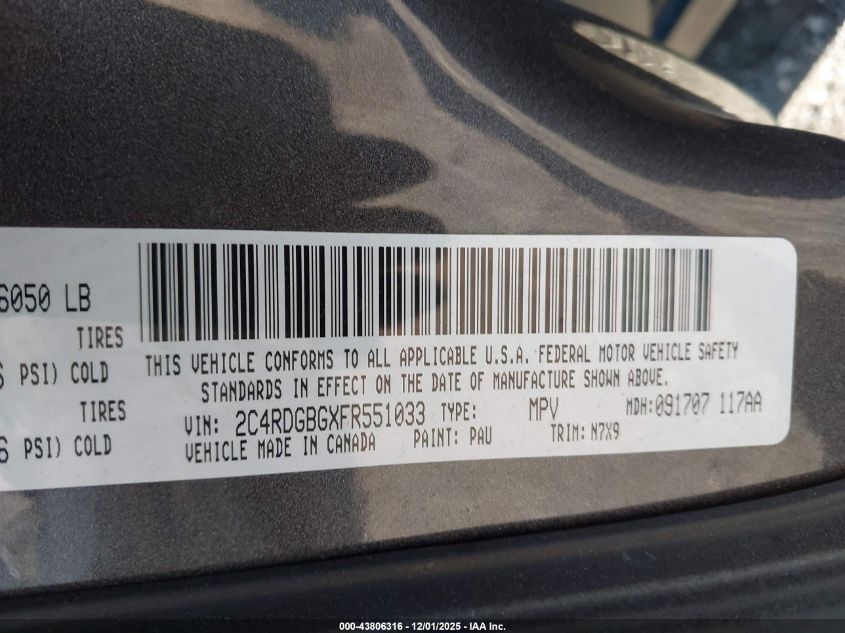 6050 LB
TIRES
PSI) COLD
TIRES
6 PSI) COLD
THIS VEHICLE CONFORMS TO ALL APPLICABLE U.S.A. FEDERAL MOTOR VEHICLE SAFETY
STANDARDS IN EFFECT ON THE DATE OF MANUFACTURE SHOWN ABOVE.
VIN: 2C4RDGBGXFR551033 TYPE: MPV MDH:091707 117AA
VEHICLE MADE IN CANADA PAINT: PAU TRIM: N7X9
000-43806316 - 12/01/2025 - IAA Inc.